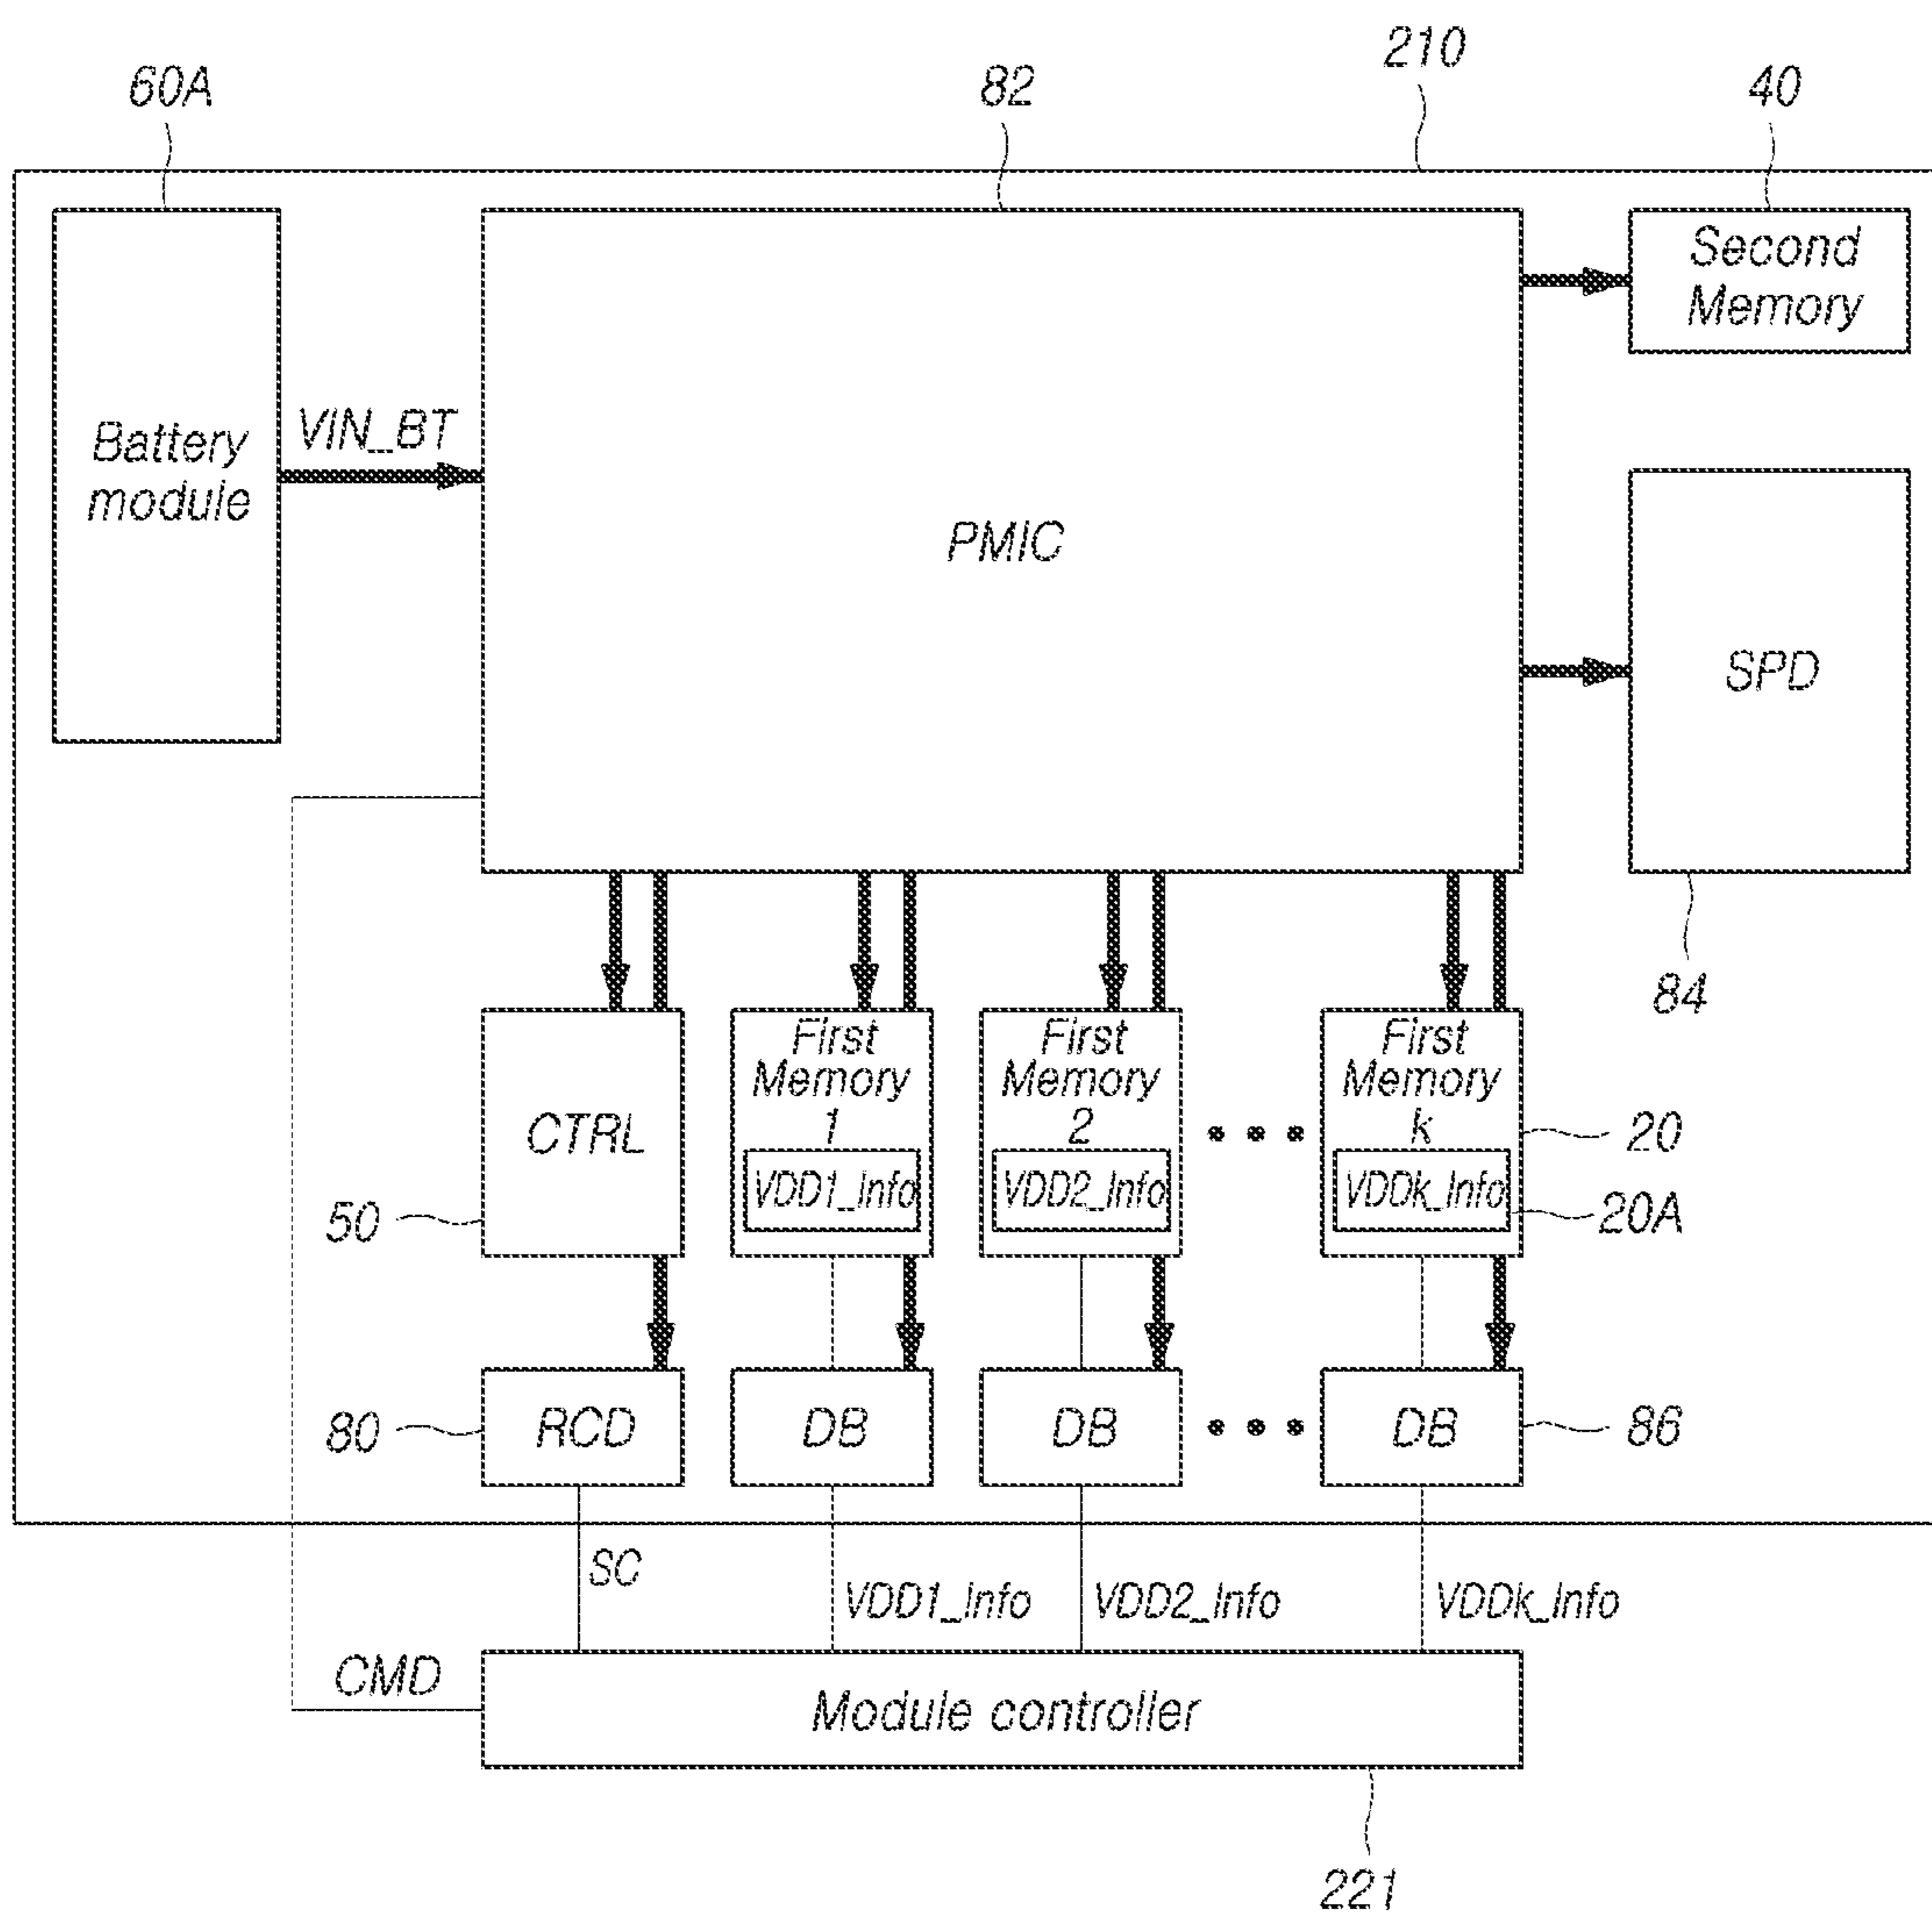 210
60A
82
40
Second
Memory
Battery
module
VIN_BT
PMIC
SPD
84
CTRL
50
First
Memory
1
VDD1_Info
First
Memory
2
VDD2_Info
First
Memory
k
VDDk_Info
20
20A
80
RCD
DB
DB
DB
86
SC
VDD1_Info
VDD2_Info
VDDk_Info
CMD
Module controller
221